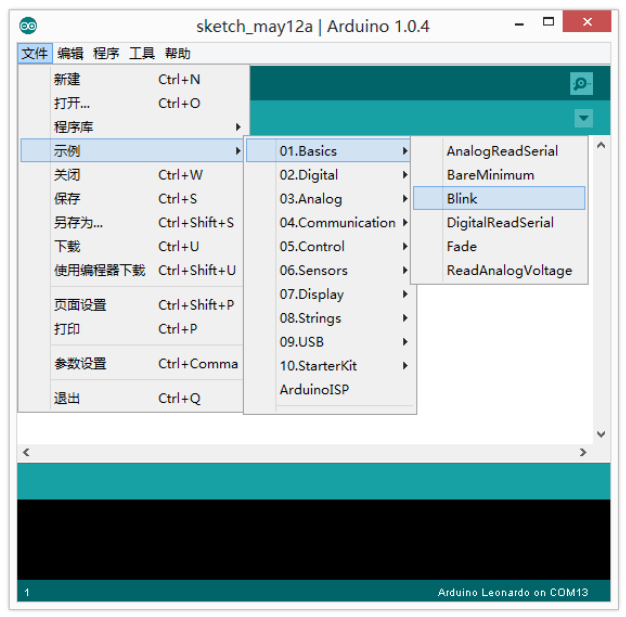 sketch_may12a | Arduino 1.0.4
文件 编辑 程序 工具 帮助
新建 Ctrl+N
打开... Ctrl+O
程序库
示例
关闭 Ctrl+W
保存 Ctrl+S
另存为... Ctrl+Shift+S
下载 Ctrl+U
使用编程器下载 Ctrl+Shift+U
页面设置 Ctrl+Shift+P
打印 Ctrl+P
参数设置 Ctrl+Comma
退出 Ctrl+Q
01.Basics
02.Digital
03.Analog
04.Communication
05.Control
06.Sensors
07.Display
08.Strings
09.USB
10.StarterKit
ArduinoISP
AnalogReadSerial
BareMinimum
Blink
DigitalReadSerial
Fade
ReadAnalogVoltage
1 Arduino Leonardo on COM13